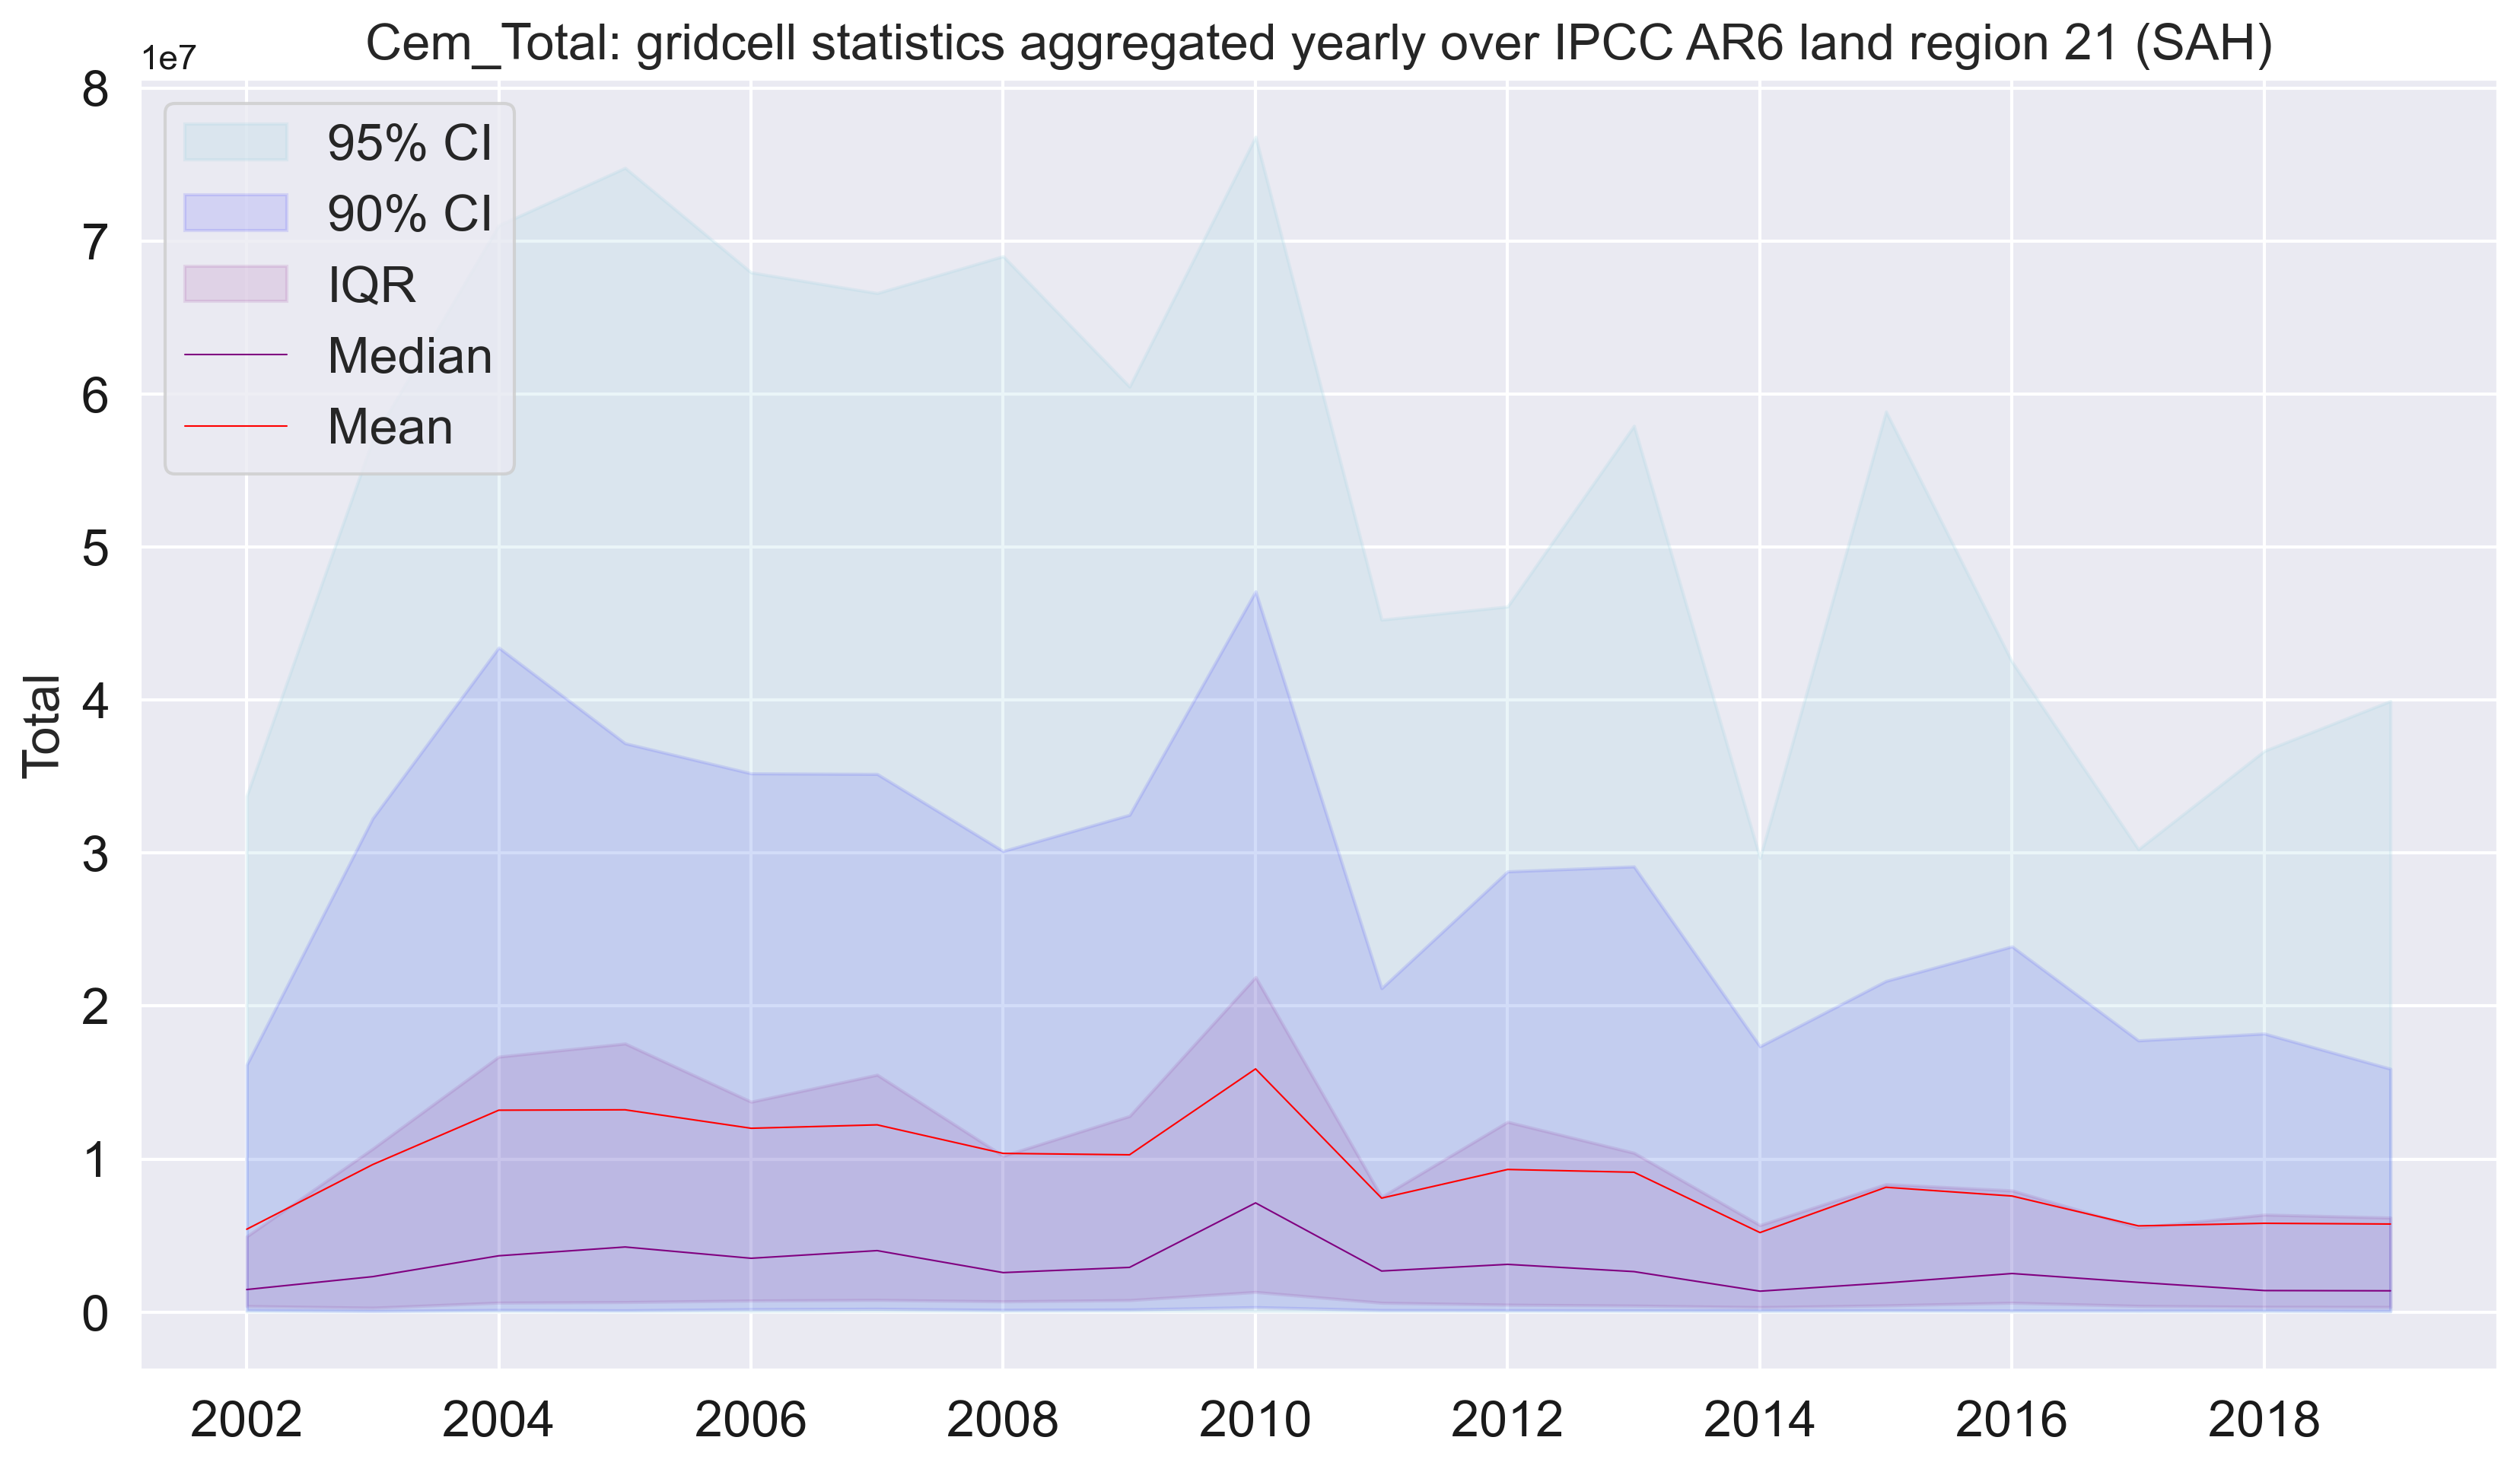 Cem_Total: gridcell statistics aggregated yearly over IPCC AR6 land region 21 (SAH)
1e7
8
7
6
5
4
3
2
1
0
Total
95% CI
90% CI
IQR
Median
Mean
2002 2004 2006 2008 2010 2012 2014 2016 2018